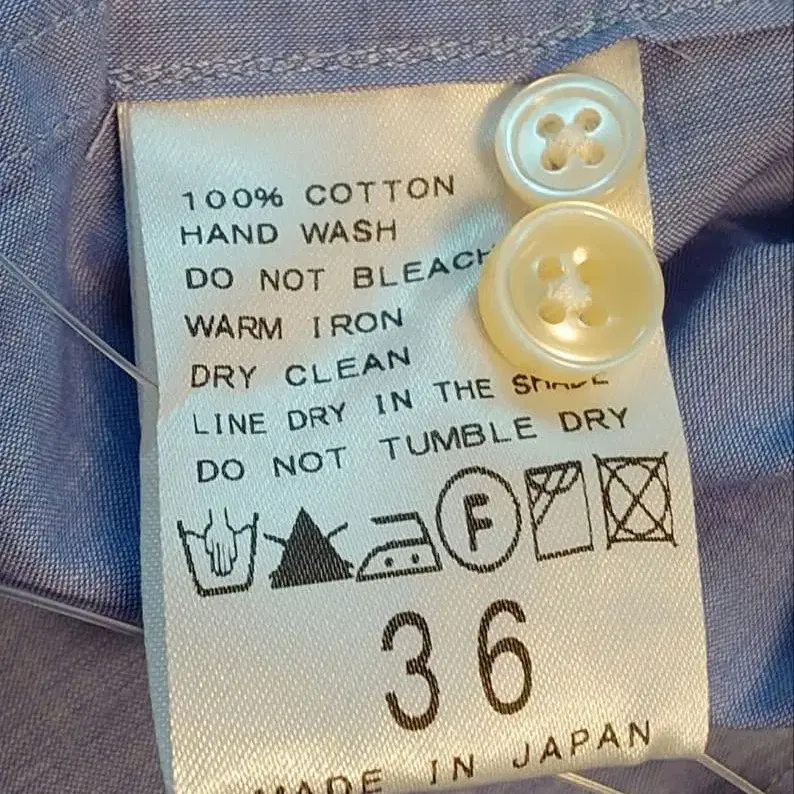 100% COTTON
HAND WASH
DO NOT BLEACH
WARM IRON
DRY CLEAN
LINE DRY IN THE SHADE
DO NOT TUMBLE DRY
F
36
MADE IN JAPAN